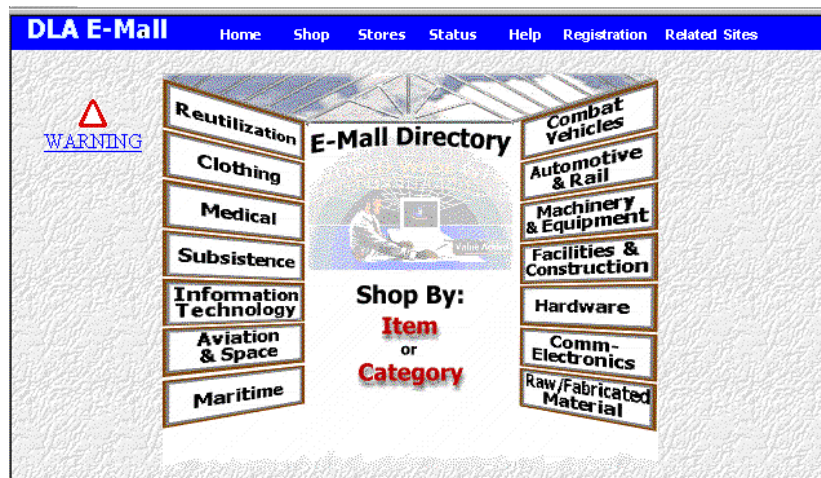 DLA E-Mall Home Shop Stores Status Help Registration Related Sites
WARNING
E-Mall Directory
Reutilization
Clothing
Medical
Subsistence
Information
Technology
Aviation
& Space
Maritime
Value Added
Shop By:
Item
or
Category
Combat
Vehicles
Automotive
& Rail
Machinery
& Equipment
Facilities &
Construction
Hardware
Comm-
Electronics
Raw/Fabricated
Material